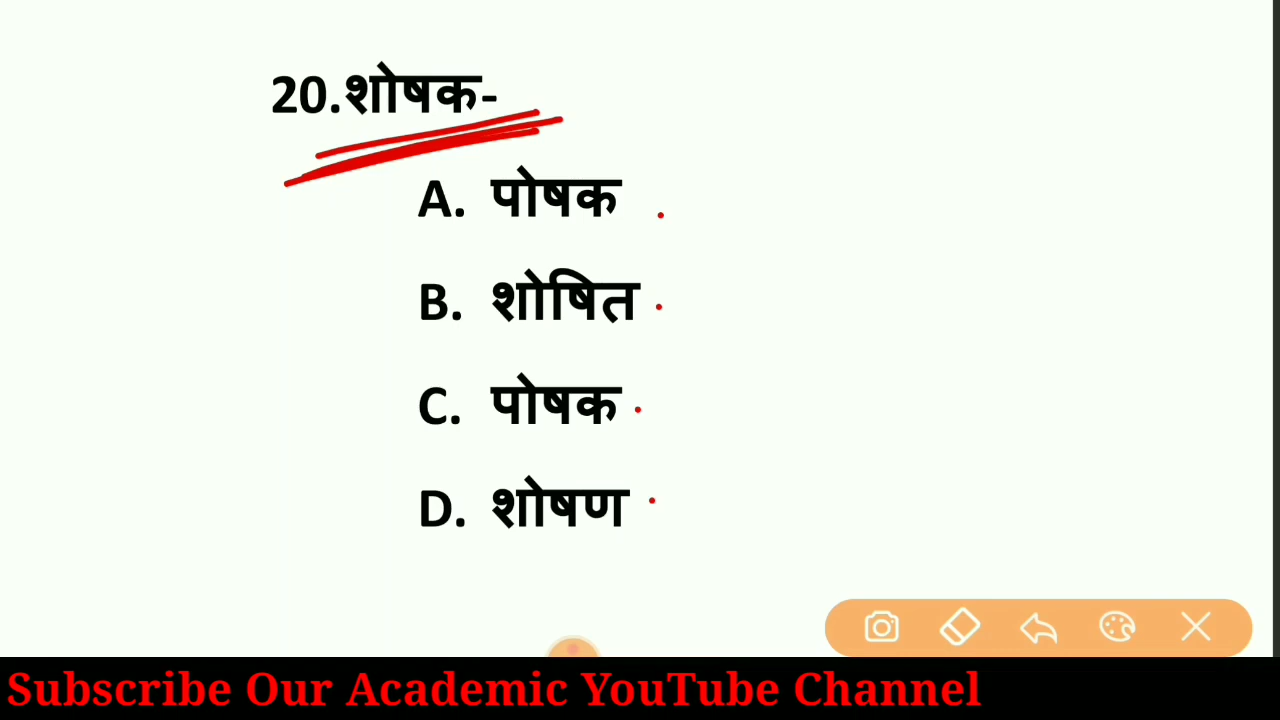 20.शोषक-
A. पोषक
B. शोषित
C. पोषक
D. शोषण
Subscribe Our Academic YouTube Channel